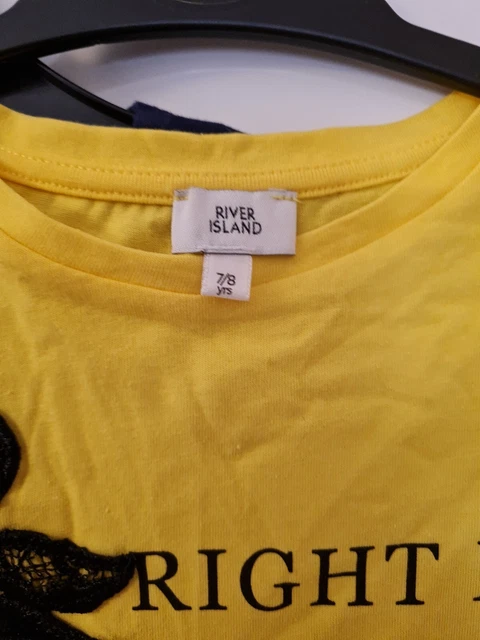 RIVER
ISLAND
7/8
yrs
RIGHT